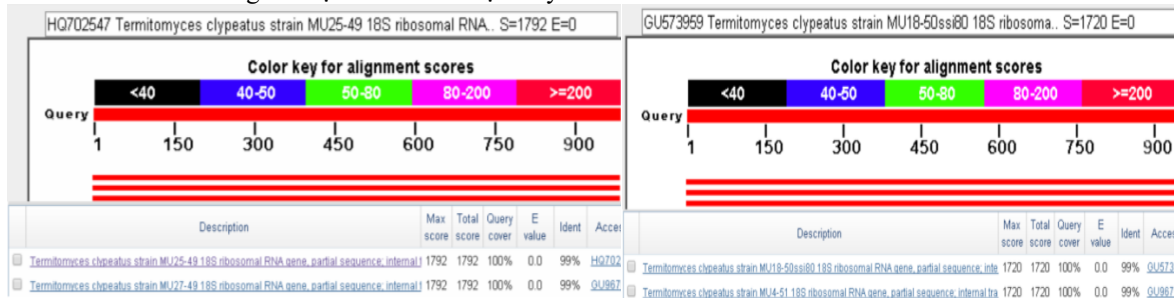 HQ702547 Termitomyces clypeatus strain MU25-49 18S ribosomal RNA.. S=1792 E=0
Color key for alignment scores
<40 40-50 50-80 80-200 >=200
Query
1 150 300 450 600 750 900
Description Max score Total score Query cover E value Ident Acces
Termitomyces clypeatus strain MU25-49 18S ribosomal RNA gene, partial sequence; internal t 1792 1792 100% 0.0 99% HQ702
Termitomyces clypeatus strain MU27-49 18S ribosomal RNA gene, partial sequence; internal t 1792 1792 100% 0.0 99% GU967
GU573959 Termitomyces clypeatus strain MU18-50ssi80 18S ribosoma.. S=1720 E=0
Color key for alignment scores
<40 40-50 50-80 80-200 >=200
Query
1 150 300 450 600 750 900
Description Max score Total score Query cover E value Ident Acces
Termitomyces clypeatus strain MU18-50ssi80 18S ribosomal RNA gene, partial sequence; inte 1720 1720 100% 0.0 99% GU573
Termitomyces clypeatus strain MU4-51 18S ribosomal RNA gene, partial sequence; internal tra 1720 1720 100% 0.0 99% GU967